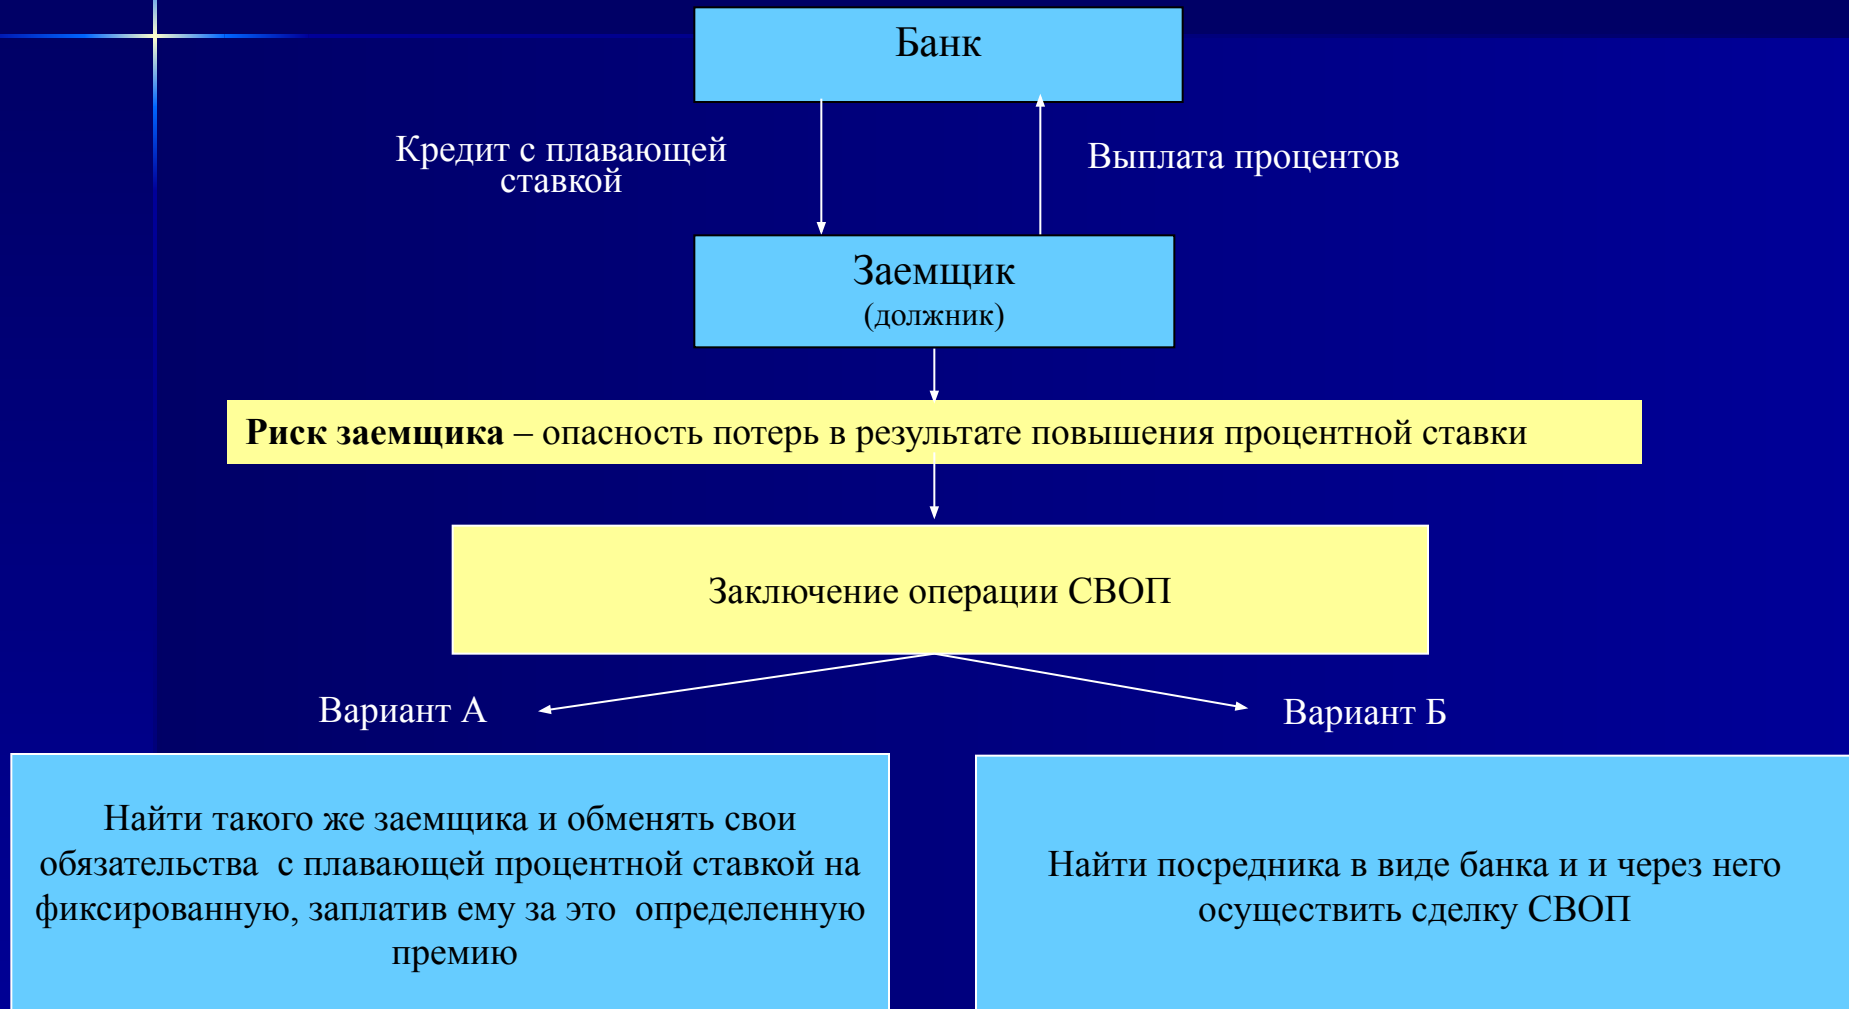 Банк
Кредит с плавающей
ставкой
Выплата процентов
Заемщик
(должник)
Риск заемщика – опасность потерь в результате повышения процентной ставки
Заключение операции СВОП
Вариант А
Вариант Б
Найти такого же заемщика и обменять свои
обязательства с плавающей процентной ставкой на
фиксированную, заплатив ему за это определенную
премию
Найти посредника в виде банка и и через него
осуществить сделку СВОП